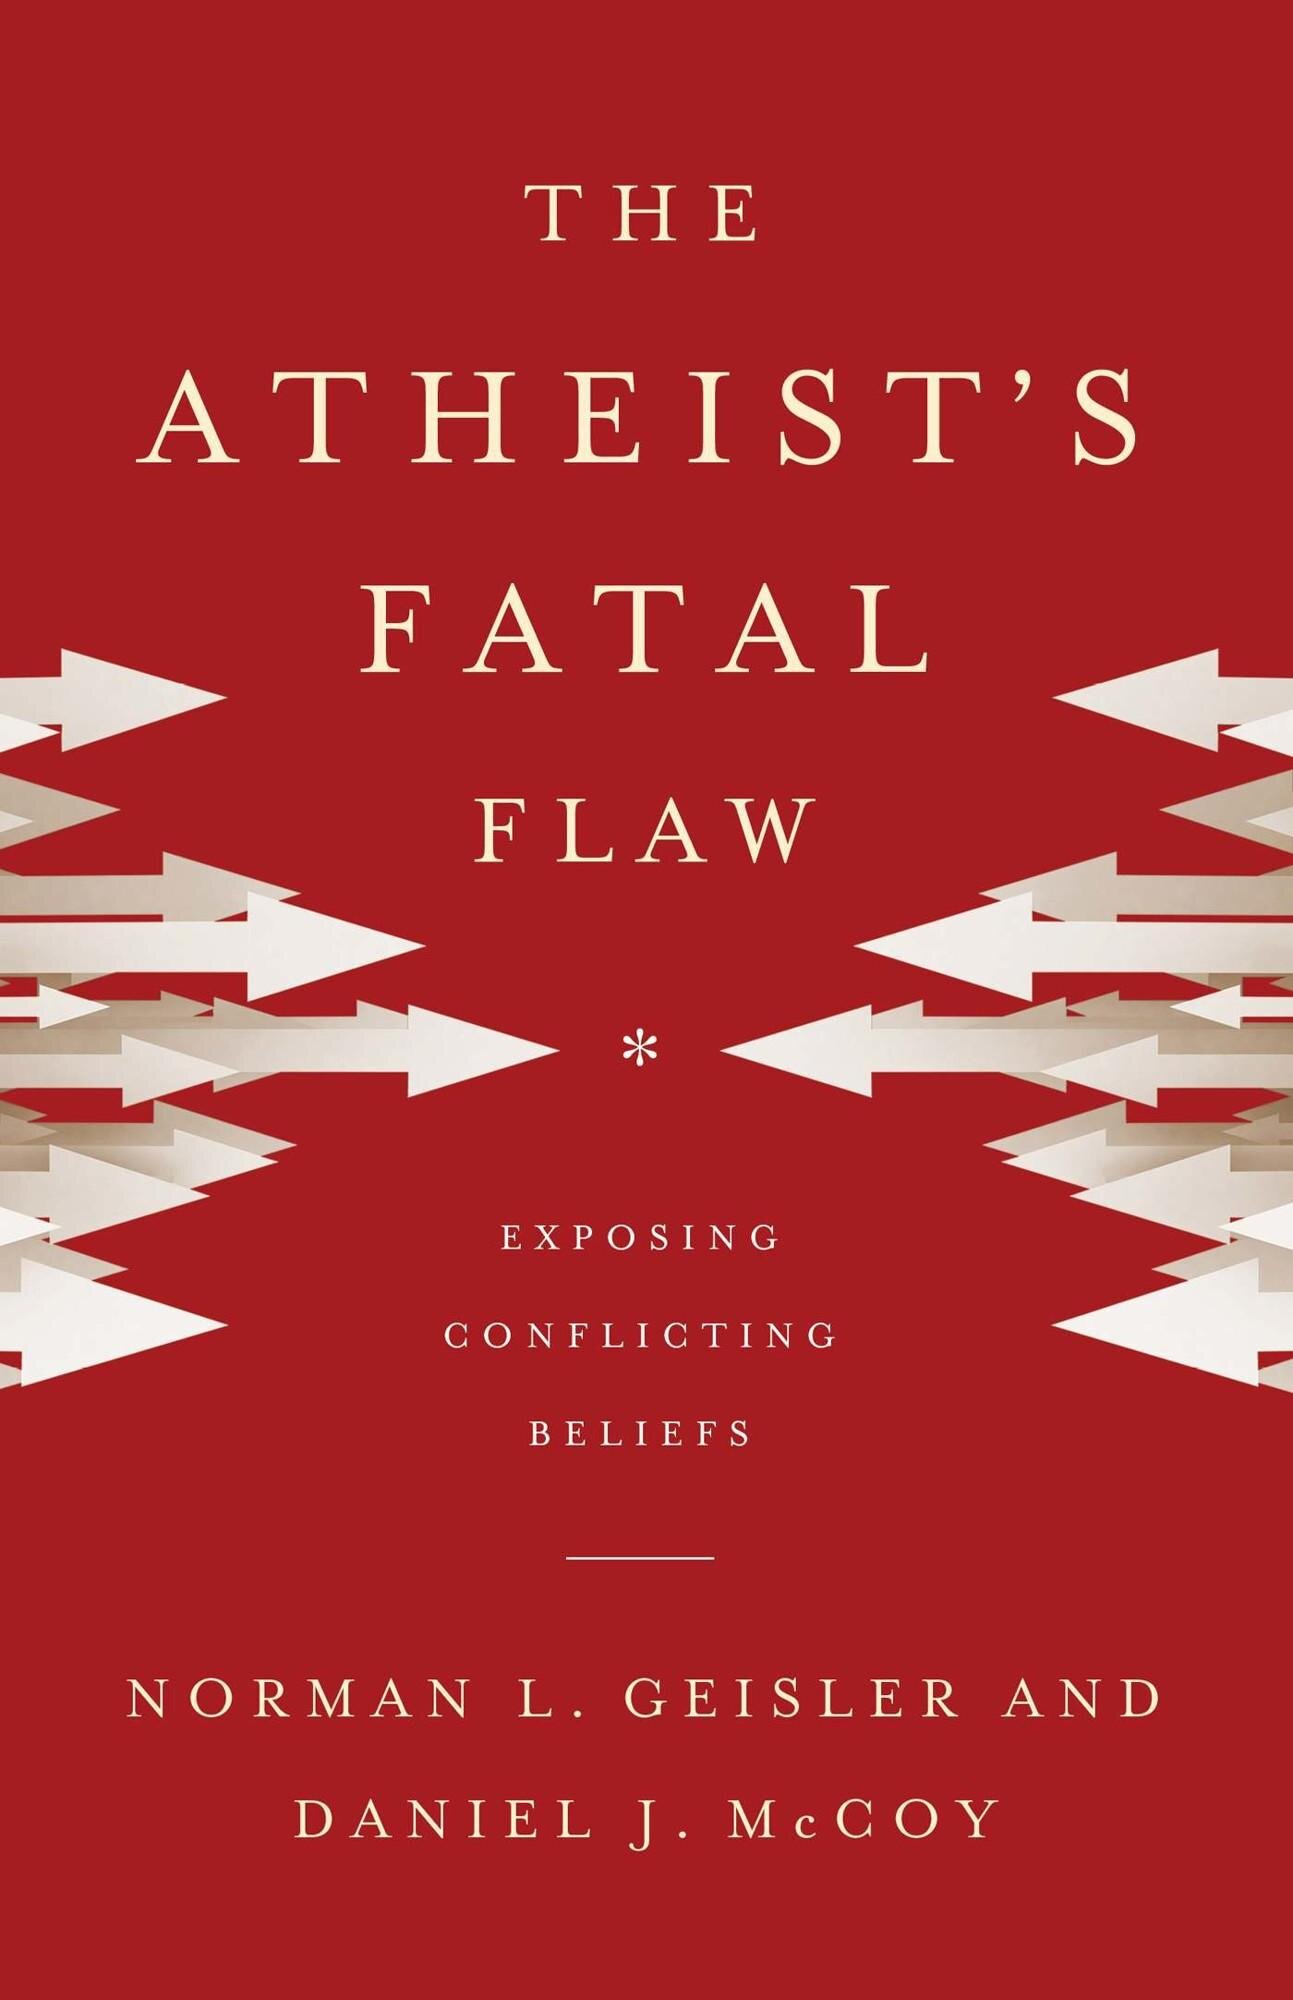 THE
ATHEIST’S
FATAL
FLAW
*
EXPOSING
CONFLICTING
BELIEFS
NORMAN L. GEISLER AND
DANIEL J. McCOY